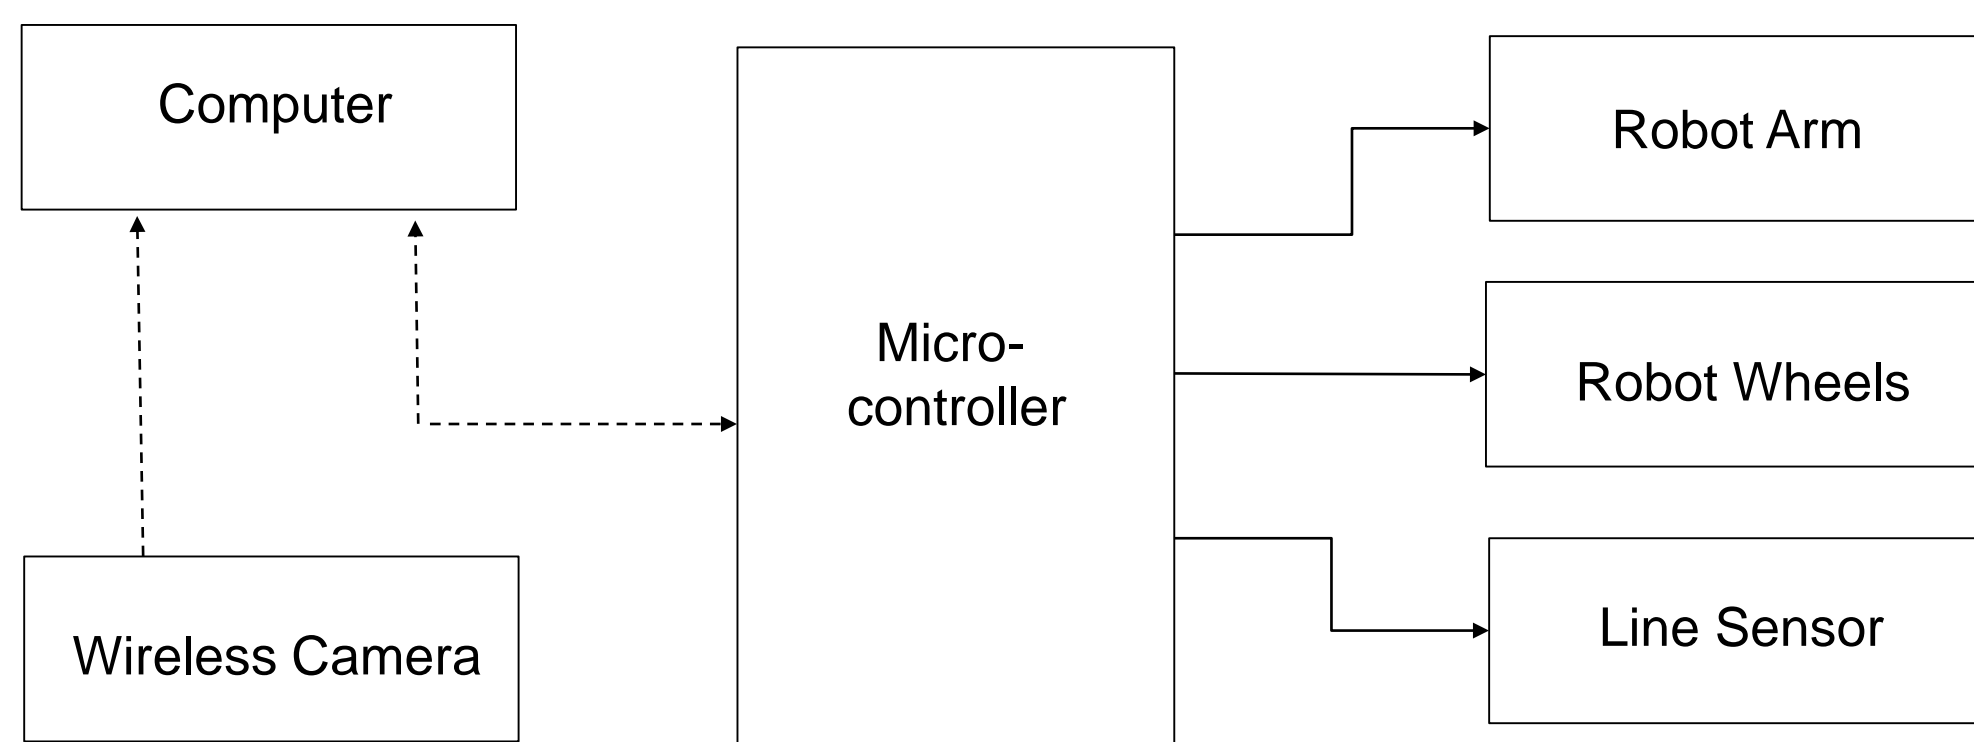 Computer
Wireless Camera
Micro-
controller
Robot Arm
Robot Wheels
Line Sensor